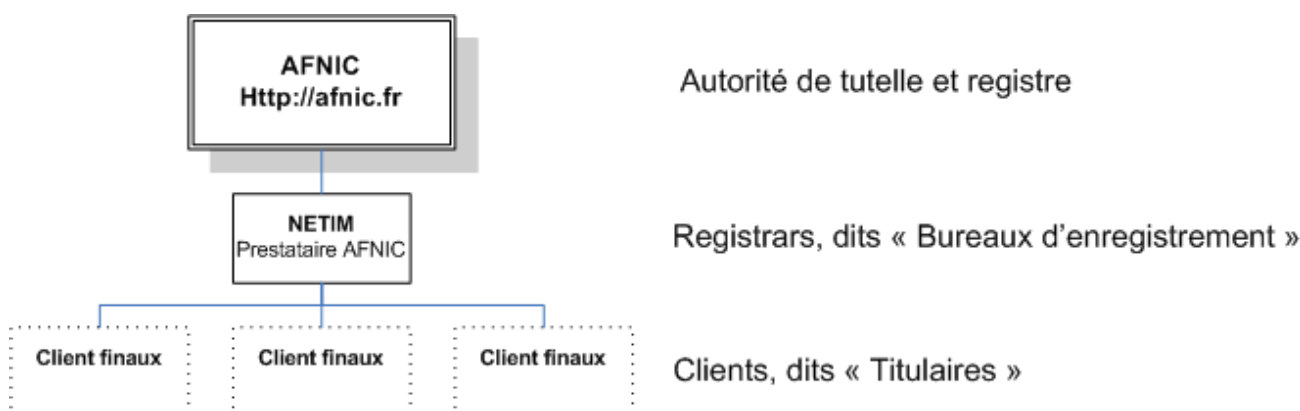 AFNIC
Http://afnic.fr
Autorité de tutelle et registre
NETIM
Prestataire AFNIC
Registrars, dits « Bureaux d'enregistrement »
Client finaux
Client finaux
Client finaux
Clients, dits « Titulaires »